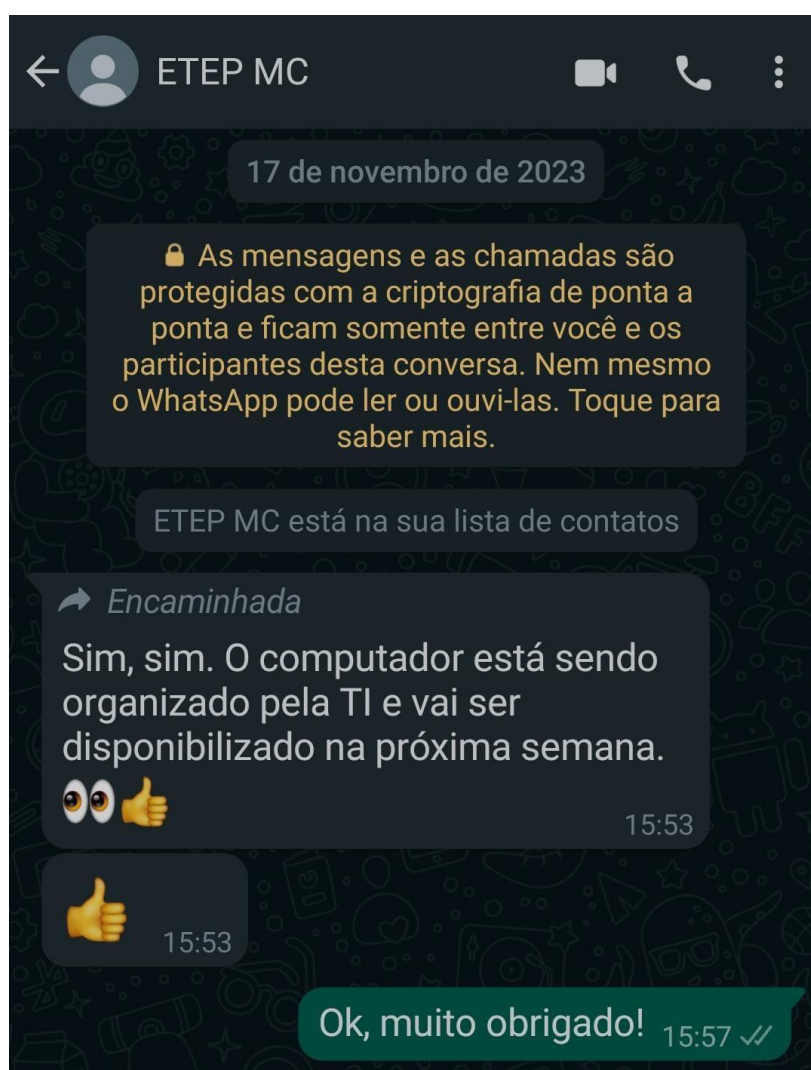 ETEP MC
17 de novembro de 2023
As mensagens e as chamadas são
protegidas com a criptografia de ponta a
ponta e ficam somente entre você e os
participantes desta conversa. Nem mesmo
o WhatsApp pode ler ou ouvi-las. Toque para
saber mais.
ETEP MC está na sua lista de contatos
Encaminhada
Sim, sim. O computador está sendo
organizado pela TI e vai ser
disponibilizado na próxima semana.
👀👍
15:53
👍 15:53
Ok, muito obrigado! 15:57